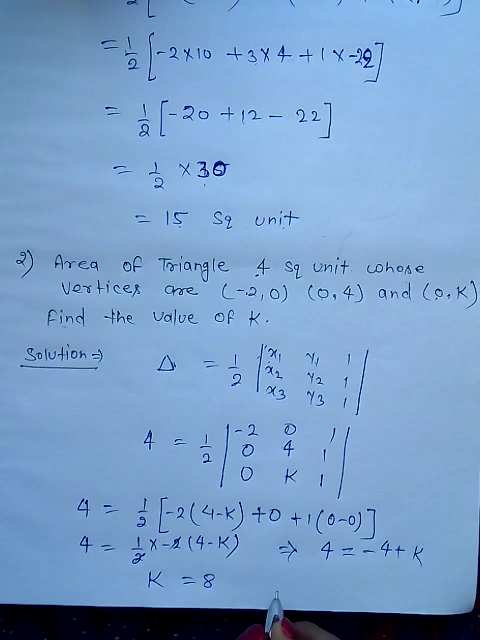 = 1/2 [-2×10 +3×4 +1×-22]
= 1/2 [-20 +12 - 22]
= 1/2 ×30
= 15 Sq unit
2) Area of Triangle 4 sq unit whose
vertices are (-2,0) (0,4) and (0,K)
Find the value of K.
Solution ⇒ Δ = 1/2 |x₁ y₁ 1|
|x₂ y₂ 1|
|x₃ y₃ 1|
4 = 1/2 |-2 0 1|
|0 4 1|
|0 K 1|
4 = 1/2 [-2(4-K) +0 +1(0-0)]
4 = 1/2 × -2 (4-K) ⇒ 4 = -4+K
K = 8